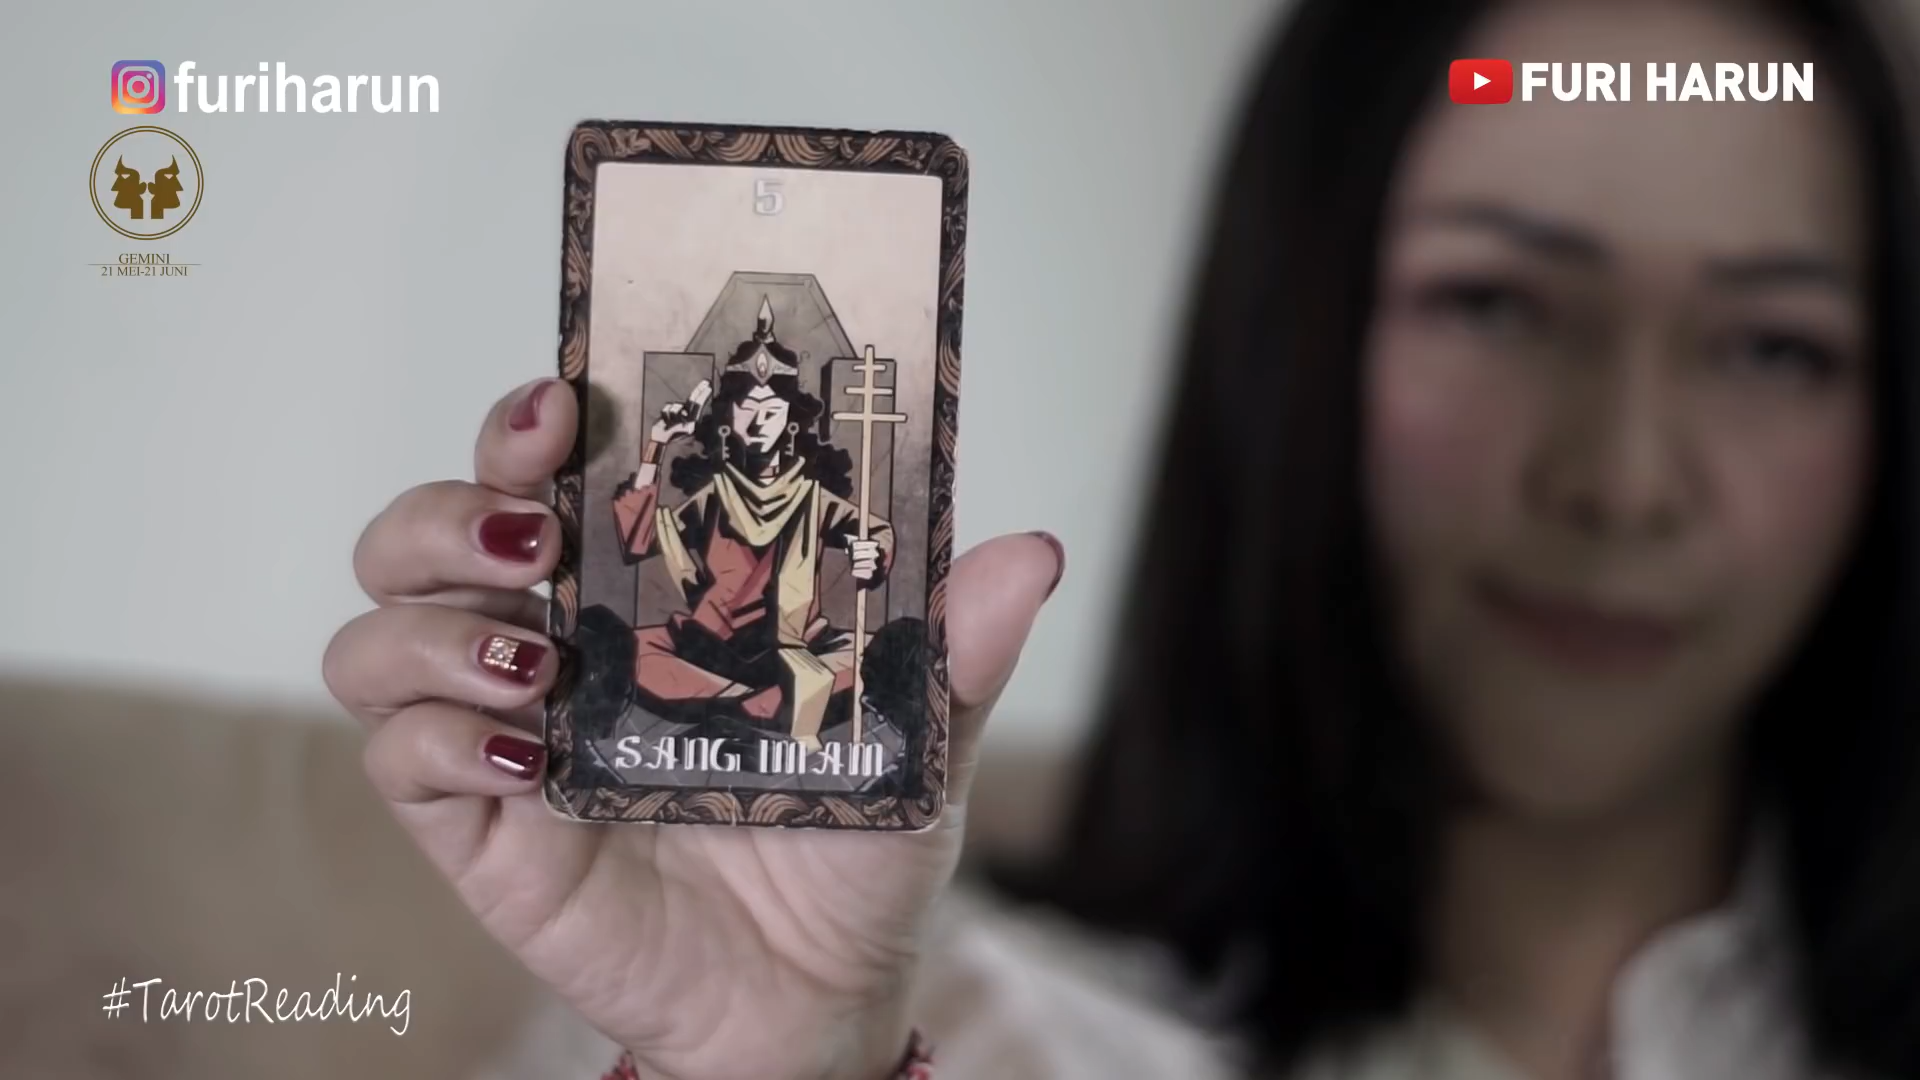 furiharun
FURI HARUN
GEMINI
21 MEI-21 JUNI
5
SANG IMAM
#TarotReading